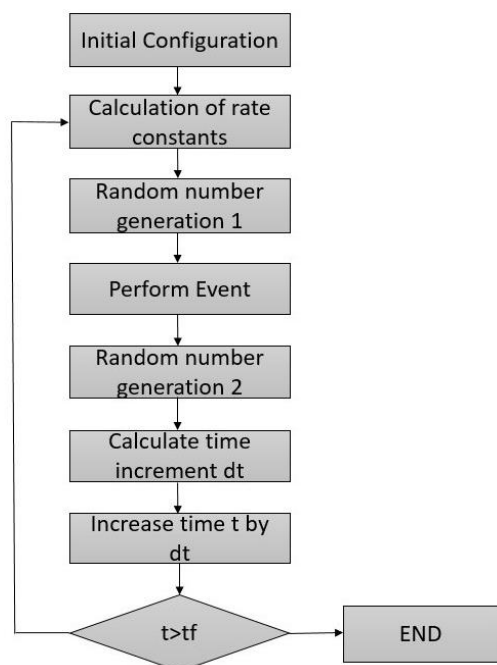 Initial Configuration
Calculation of rate
constants
Random number
generation 1
Perform Event
Random number
generation 2
Calculate time
increment dt
Increase time t by
dt
t>tf
END